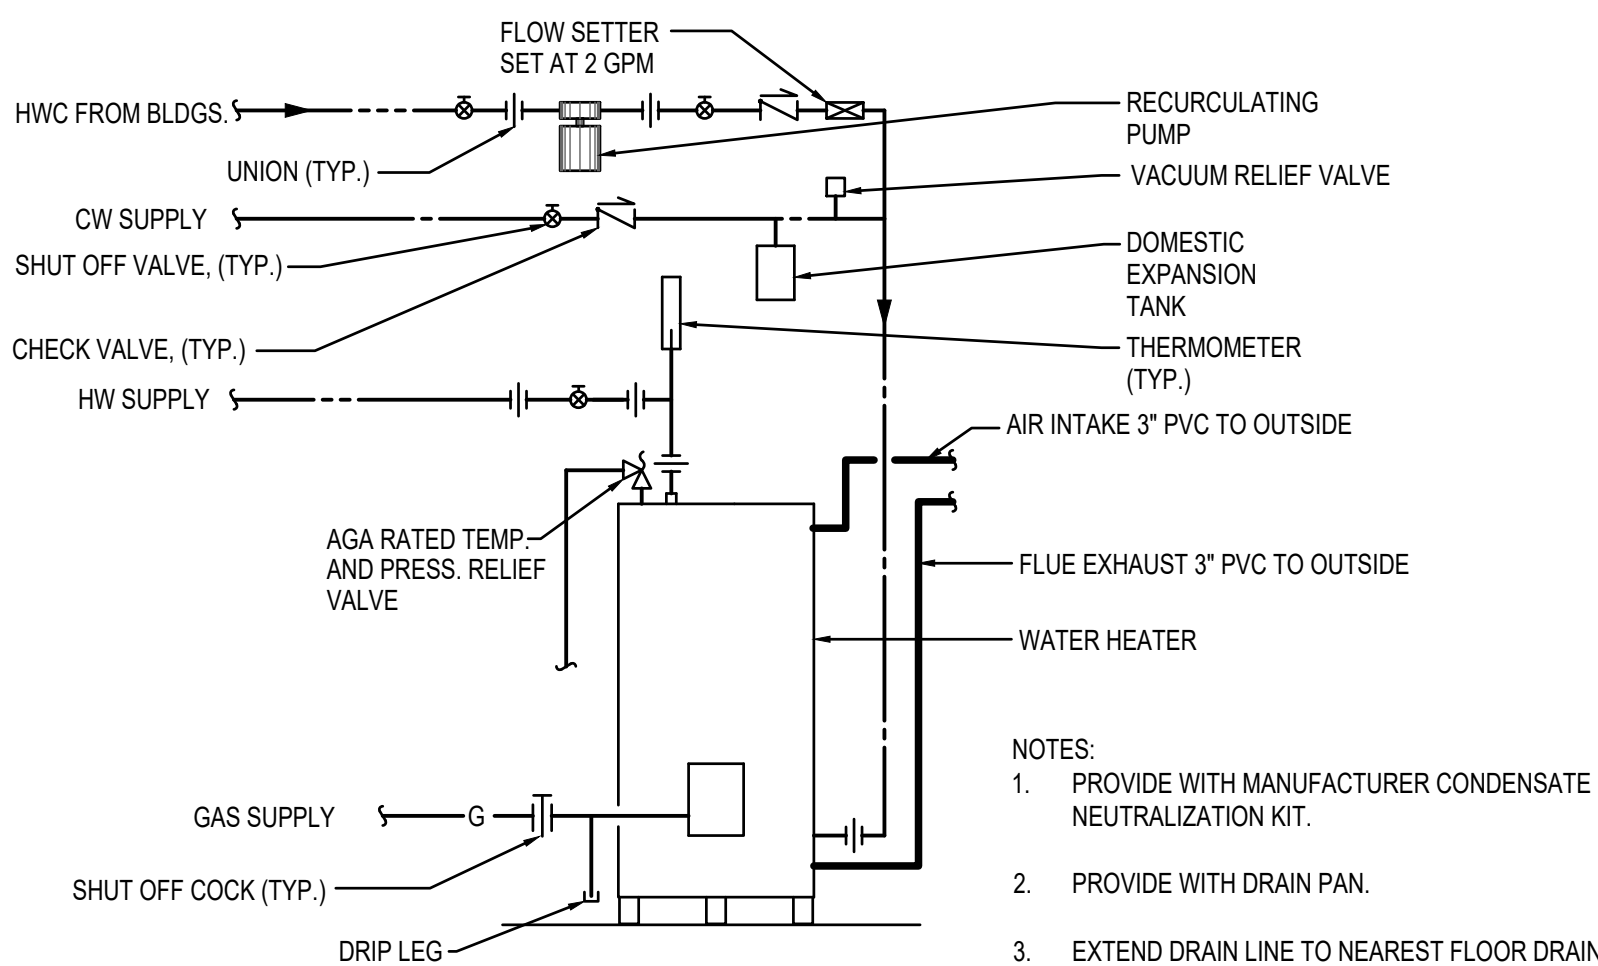 FLOW SETTER
SET AT 2 GPM
HWC FROM BLDGS.
RECURCULATING
PUMP
UNION (TYP.)
VACUUM RELIEF VALVE
CW SUPPLY
SHUT OFF VALVE, (TYP.)
DOMESTIC
EXPANSION
TANK
CHECK VALVE, (TYP.)
THERMOMETER
(TYP.)
HW SUPPLY
AIR INTAKE 3" PVC TO OUTSIDE
AGA RATED TEMP.
AND PRESS. RELIEF
VALVE
FLUE EXHAUST 3" PVC TO OUTSIDE
WATER HEATER
GAS SUPPLY
G
SHUT OFF COCK (TYP.)
DRIP LEG
NOTES:
1. PROVIDE WITH MANUFACTURER CONDENSATE
NEUTRALIZATION KIT.
2. PROVIDE WITH DRAIN PAN.
3. EXTEND DRAIN LINE TO NEAREST FLOOR DRAIN